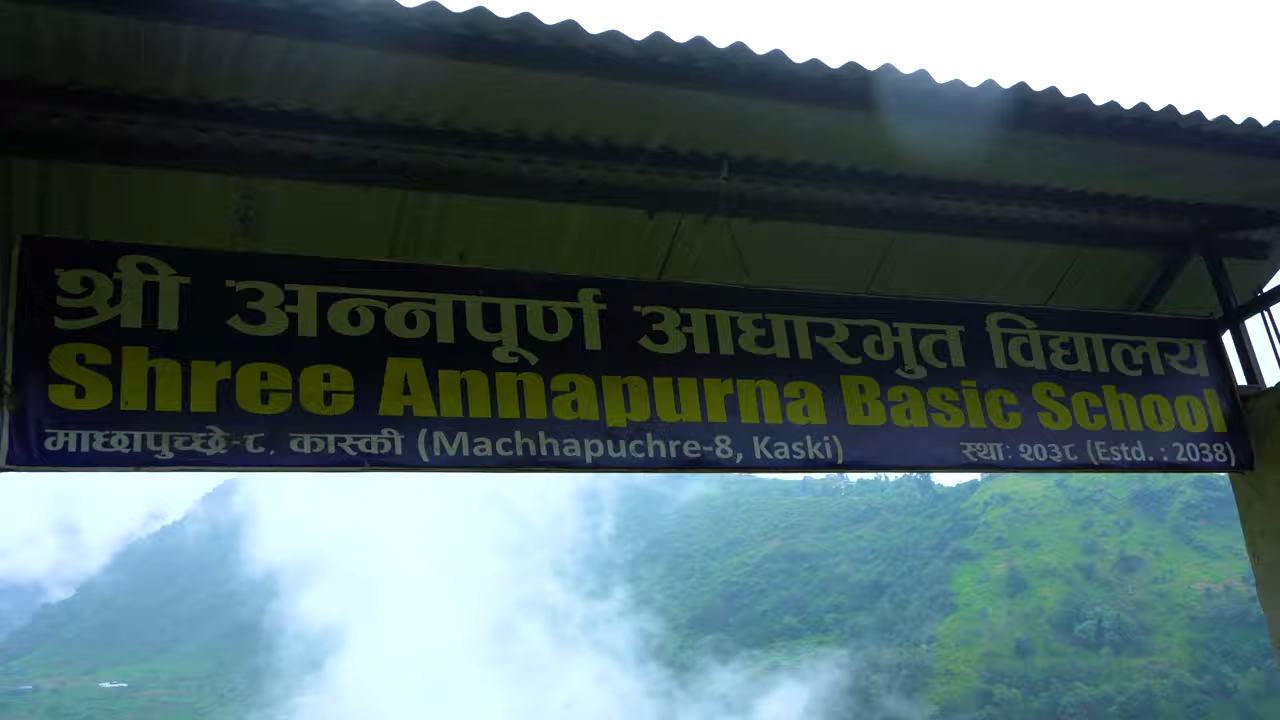 श्री अन्नपूर्ण आधारभुत विद्यालय
Shree Annapurna Basic School
माछापुच्छ्रे-८, कास्की (Machhapuchre-8, Kaski) स्थाः २०३८ (Estd. : 2038)